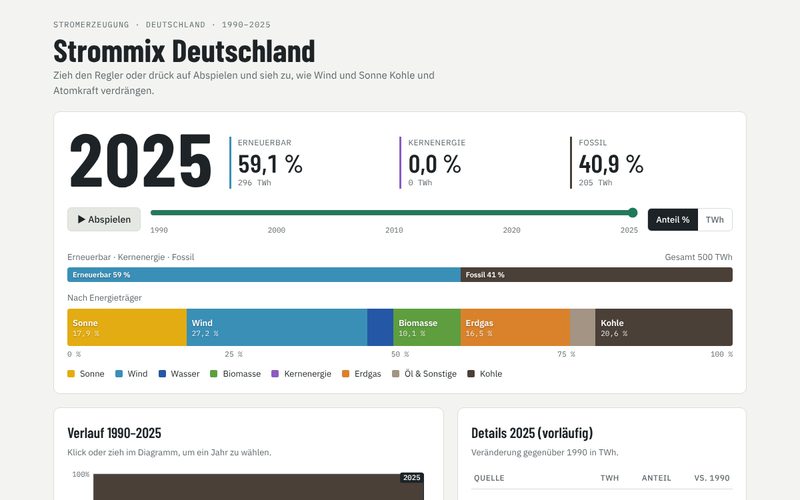 STROMERZEUGUNG · DEUTSCHLAND · 1990–2025
Strommix Deutschland
Zieh den Regler oder drück auf Abspielen und sieh zu, wie Wind und Sonne Kohle und
Atomkraft verdrängen.
2025
ERNEUERBAR
59,1 %
296 TWh
KERNENERGIE
0,0 %
0 TWh
FOSSIL
40,9 %
205 TWh
▶ Abspielen
1990 2000 2010 2020 2025
Anteil % TWh
Erneuerbar · Kernenergie · Fossil Gesamt 500 TWh
Erneuerbar 59 % Fossil 41 %
Nach Energieträger
Sonne Wind Biomasse Erdgas Kohle
17,9 % 27,2 % 10,1 % 16,5 % 20,6 %
0 % 25 % 50 % 75 % 100 %
Sonne Wind Wasser Biomasse Kernenergie Erdgas Öl & Sonstige Kohle
Verlauf 1990–2025
Klick oder zieh im Diagramm, um ein Jahr zu wählen.
100%
2025
Details 2025 (vorläufig)
Veränderung gegenüber 1990 in TWh.
QUELLE TWH ANTEIL VS. 1990